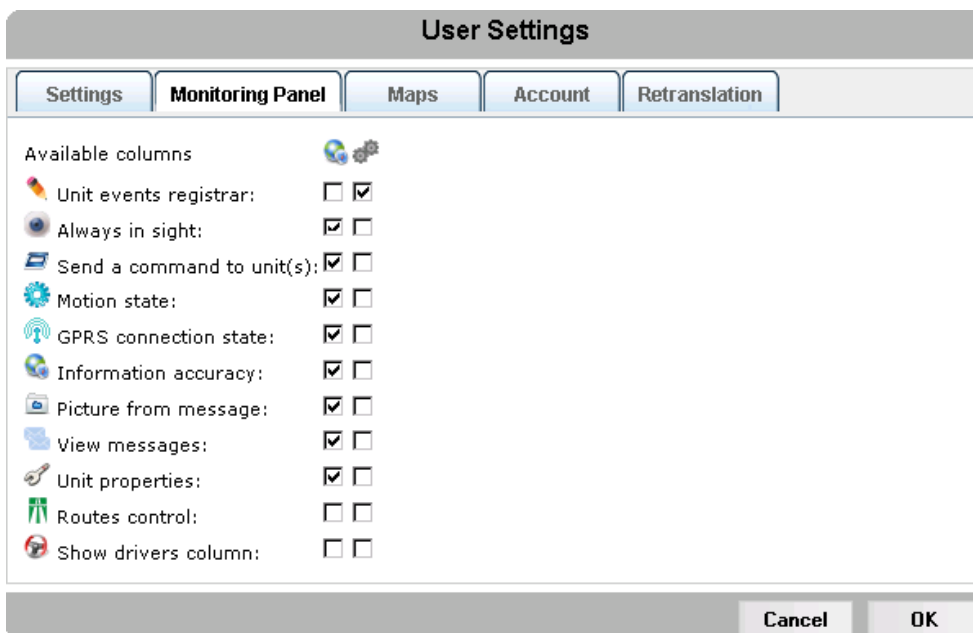 User Settings
Settings Monitoring Panel Maps Account Retranslation
Available columns
Unit events registrar:
Always in sight:
Send a command to unit(s):
Motion state:
GPRS connection state:
Information accuracy:
Picture from message:
View messages:
Unit properties:
Routes control:
Show drivers column:
Cancel OK